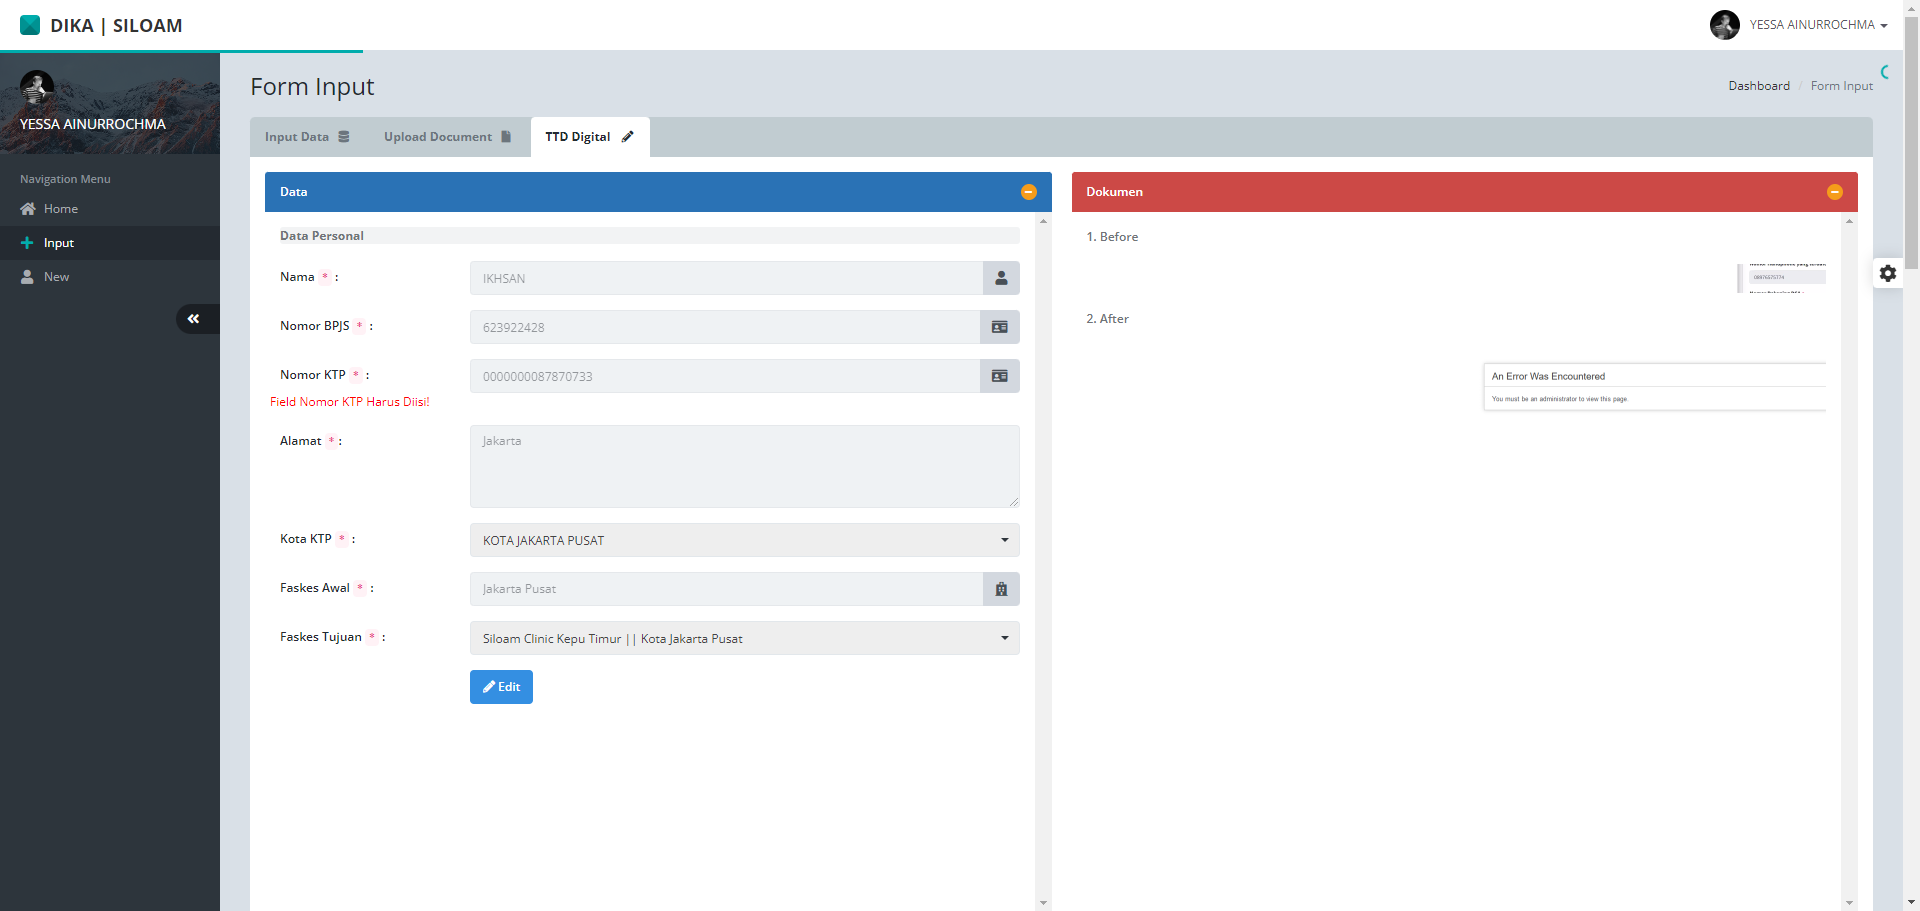 DIKA | SILOAM
YESSA AINURROCHMA
YESSA AINURROCHMA
Navigation Menu
Home
Input
New
Form Input
Dashboard / Form Input
Input Data
Upload Document
TTD Digital
Data
Data Personal
Nama * :
IKHSAN
Nomor BPJS * :
623922428
Nomor KTP * :
0000000087870733
Field Nomor KTP Harus Diisi!
Alamat * :
Jakarta
Kota KTP * :
KOTA JAKARTA PUSAT
Faskes Awal * :
Jakarta Pusat
Faskes Tujuan * :
Siloam Clinic Kepu Timur || Kota Jakarta Pusat
Edit
Dokumen
1. Before
2. After
An Error Was Encountered
You must be an administrator to view this page.